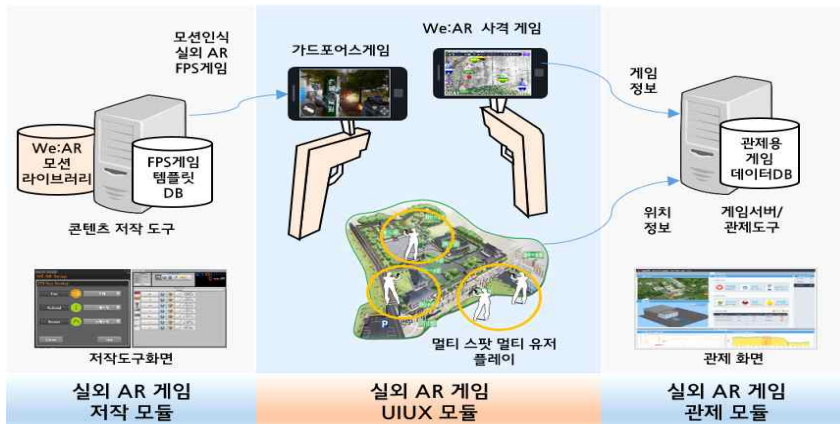 모션인식
실외 AR
FPS게임
가드포어스게임
We:AR 사격 게임
게임
정보
We:AR
모션
라이브러리
FPS게임
템플릿
DB
관제용
게임
데이터DB
콘텐츠 저작 도구
위치
정보
게임서버/
관제도구
P
멀티 스팟 멀티 유저
플레이
저작도구화면
관제 화면
실외 AR 게임
저작 모듈
실외 AR 게임
UIUX 모듈
실외 AR 게임
관제 모듈